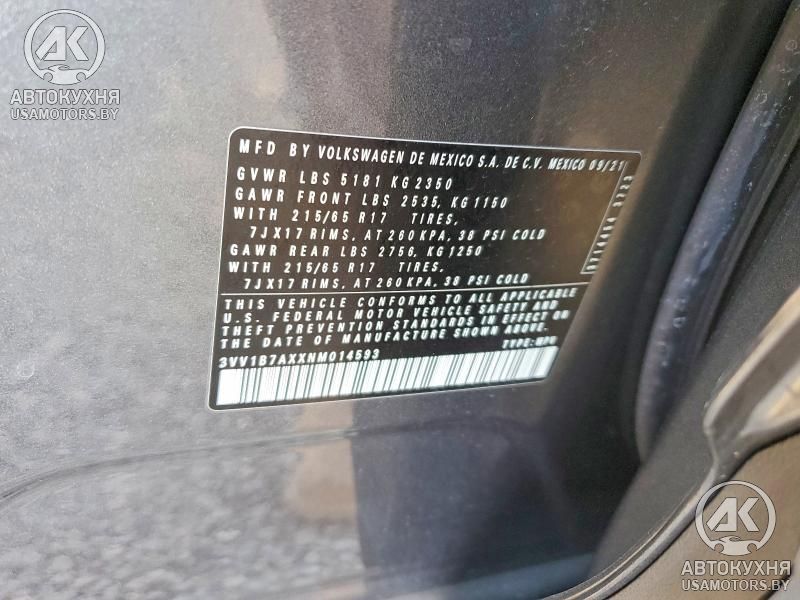 AK
АВТОКУХНЯ
USAMOTORS.BY
MFD BY VOLKSWAGEN DE MEXICO S.A. DE C.V. MEXICO 09/21
GVWR LBS 5181 KG 2350
GAWR FRONT LBS 2535, KG 1150
WITH 215/65 R17 TIRES,
7JX17 RIMS, AT 260 KPA, 38 PSI COLD
GAWR REAR LBS 2756, KG 1250
WITH 215/65 R17 TIRES,
7JX17 RIMS, AT 260 KPA, 38 PSI COLD
THIS VEHICLE CONFORMS TO ALL APPLICABLE
U.S. FEDERAL MOTOR VEHICLE SAFETY AND
THEFT PREVENTION STANDARDS IN EFFECT ON
THE DATE OF MANUFACTURE SHOWN ABOVE.
3VV1B7AXXNM014593 TYPE:MPV
AK
АВТОКУХНЯ
USAMOTORS.BY